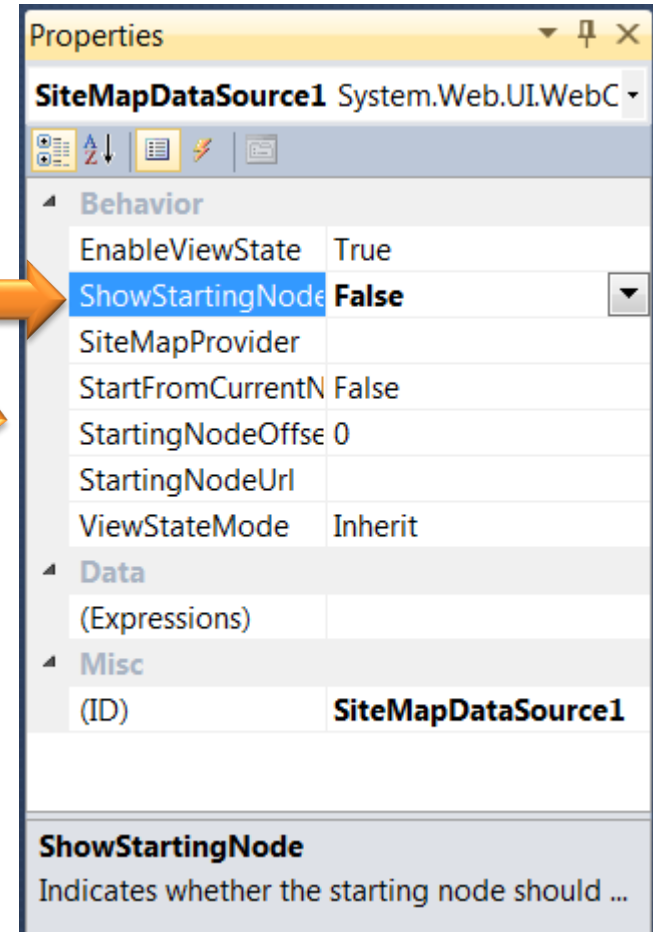 Properties
SiteMapDataSource1 System.Web.UI.WebC
Behavior
EnableViewState True
ShowStartingNode False
SiteMapProvider
StartFromCurrentN False
StartingNodeOffse 0
StartingNodeUrl
ViewStateMode Inherit
Data
(Expressions)
Misc
(ID) SiteMapDataSource1
ShowStartingNode
Indicates whether the starting node should ...